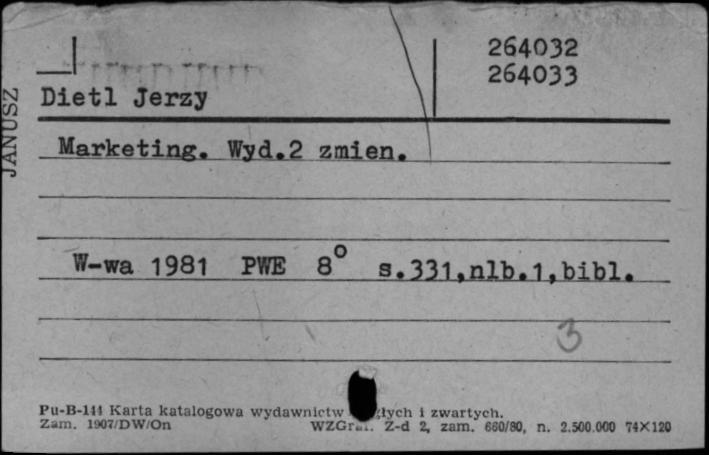 264032
264033
JANUSZ
Dietl Jerzy
Marketing. Wyd.2 zmien.
W-wa 1981 PWE 8° s.331,nlb.1,bibl.
3
Pu-B-144 Karta katalogowa wydawnictw i zwartych.
Zam. 1907/DW/On WZGraf. Z-d 2, zam. 660/80, n. 2.500.000 74×120